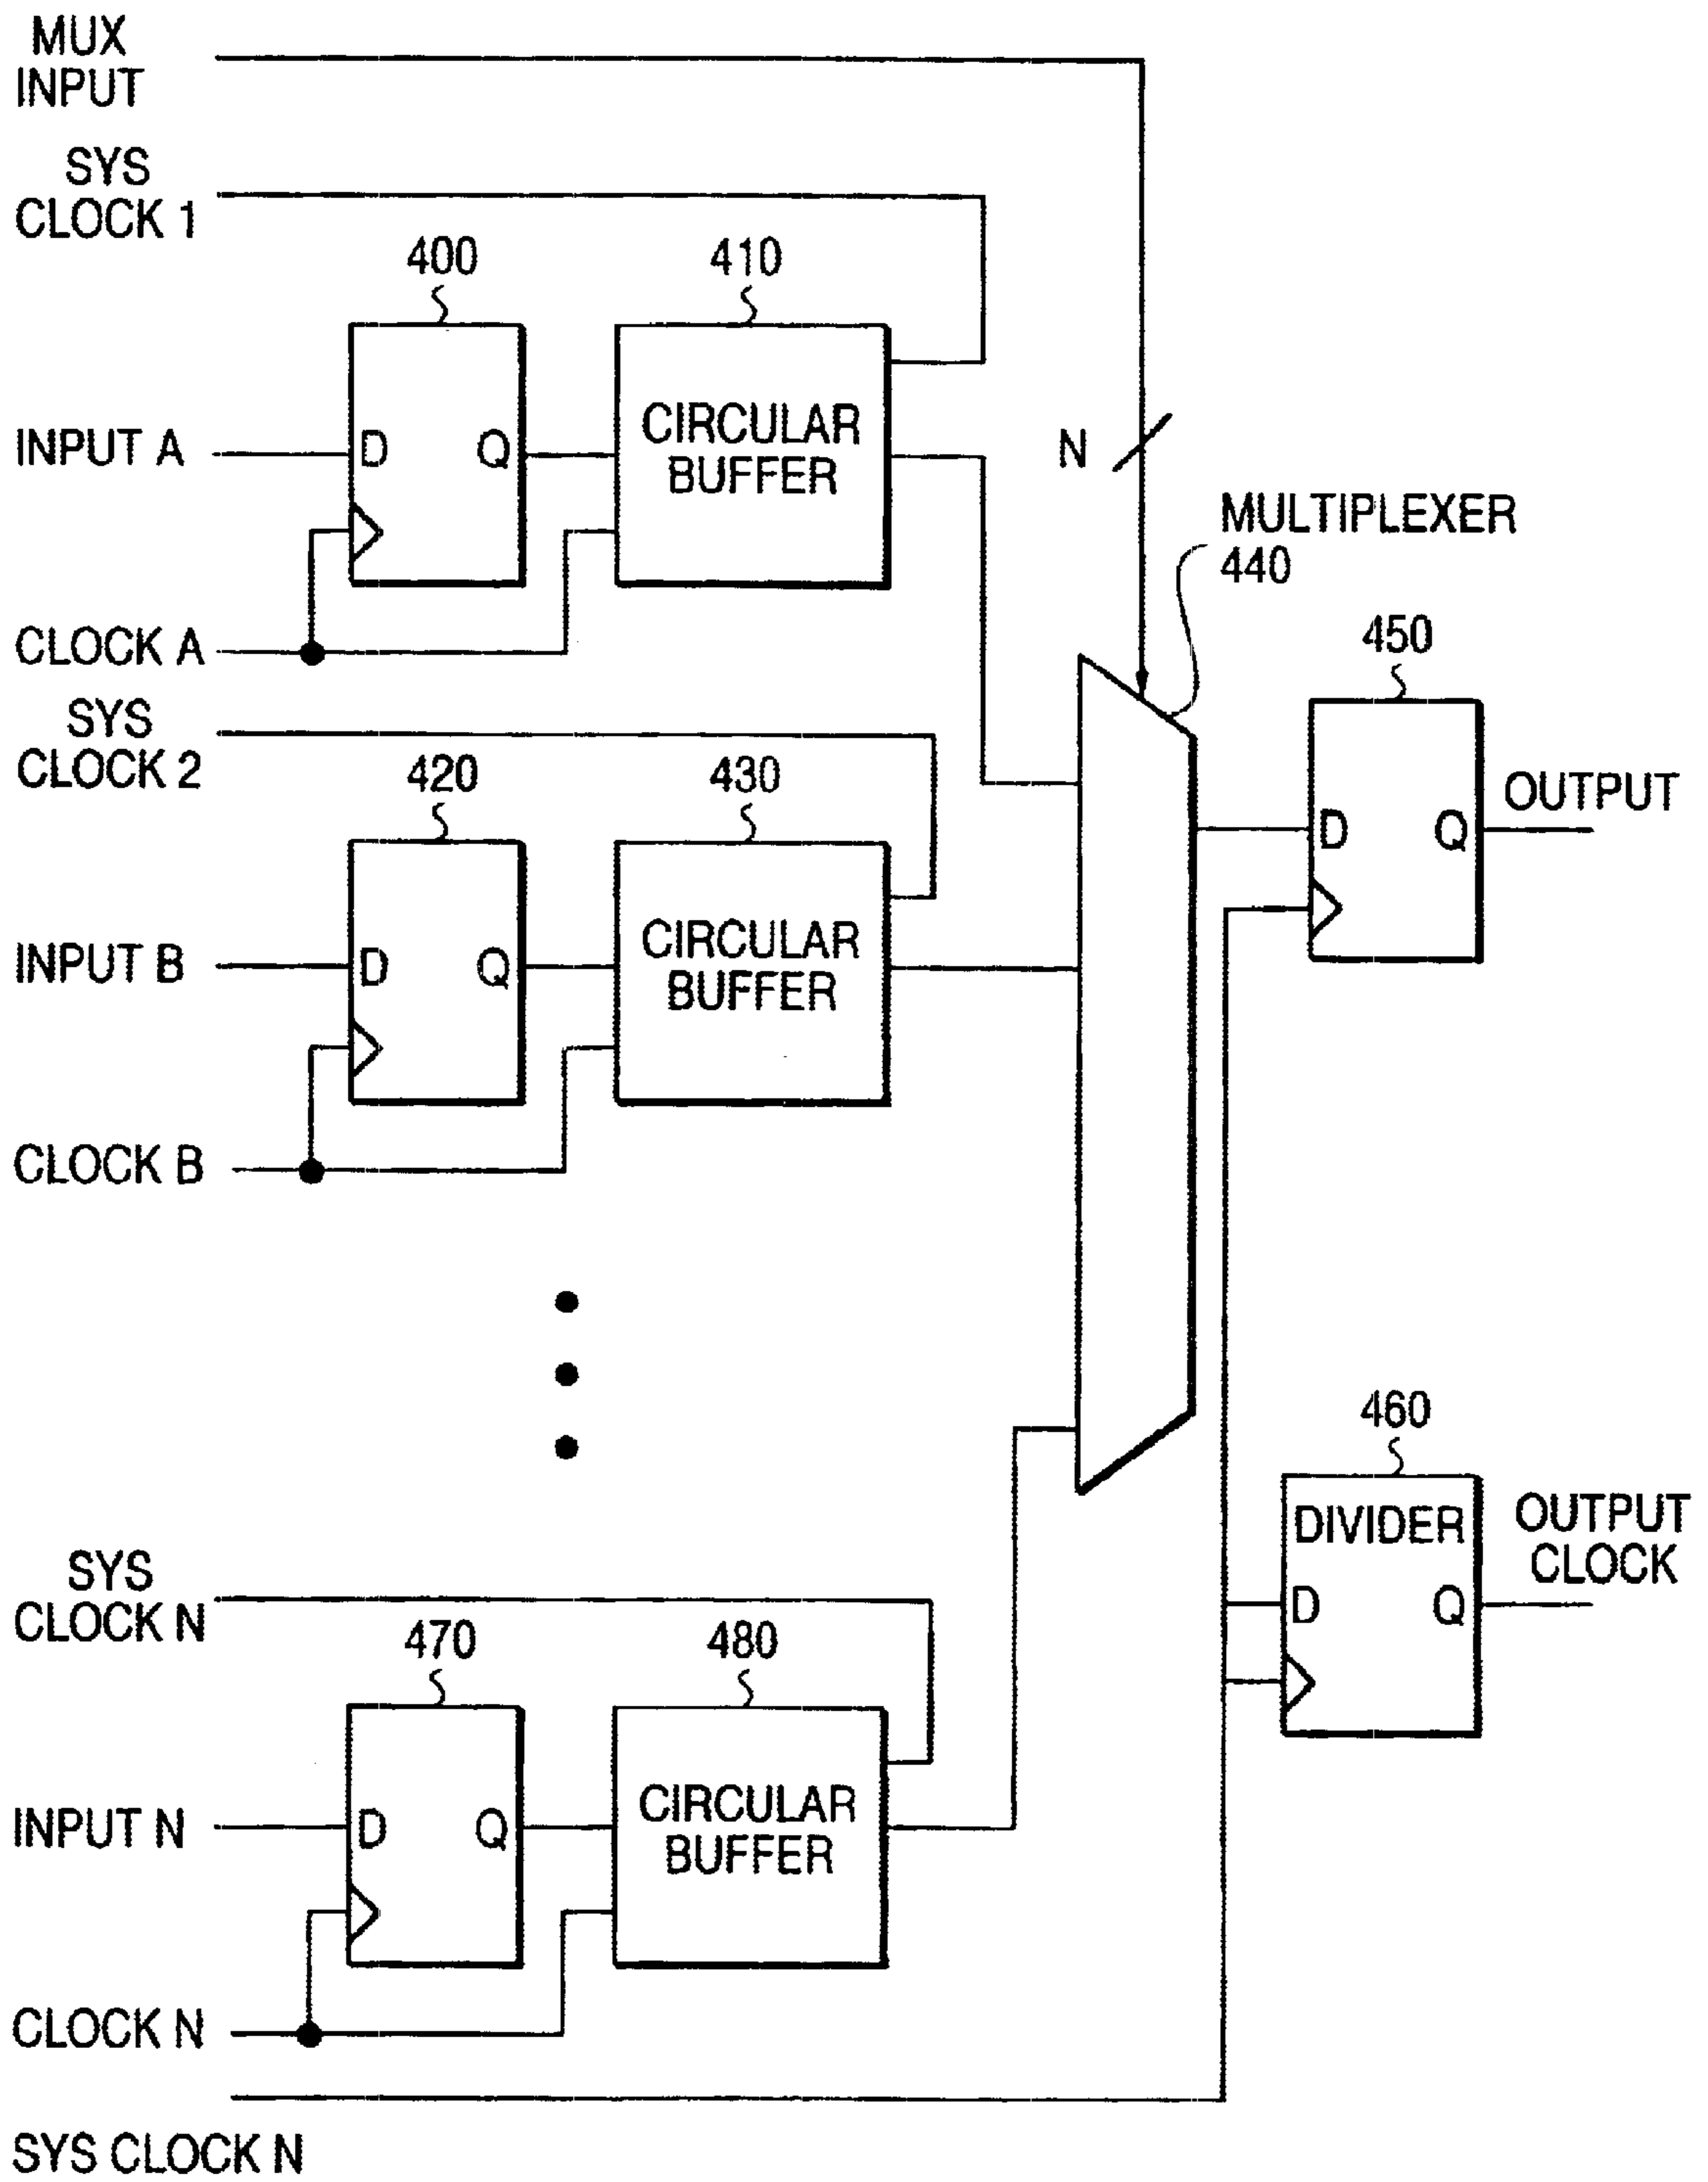 MUX
INPUT
SYS
CLOCK 1
400
410
INPUT A
D
Q
CIRCULAR
BUFFER
N
MULTIPLEXER
440
CLOCK A
450
SYS
CLOCK 2
420
430
OUTPUT
D
Q
INPUT B
D
Q
CIRCULAR
BUFFER
CLOCK B
460
DIVIDER
OUTPUT
CLOCK
D
Q
SYS
CLOCK N
470
480
INPUT N
D
Q
CIRCULAR
BUFFER
CLOCK N
SYS CLOCK N